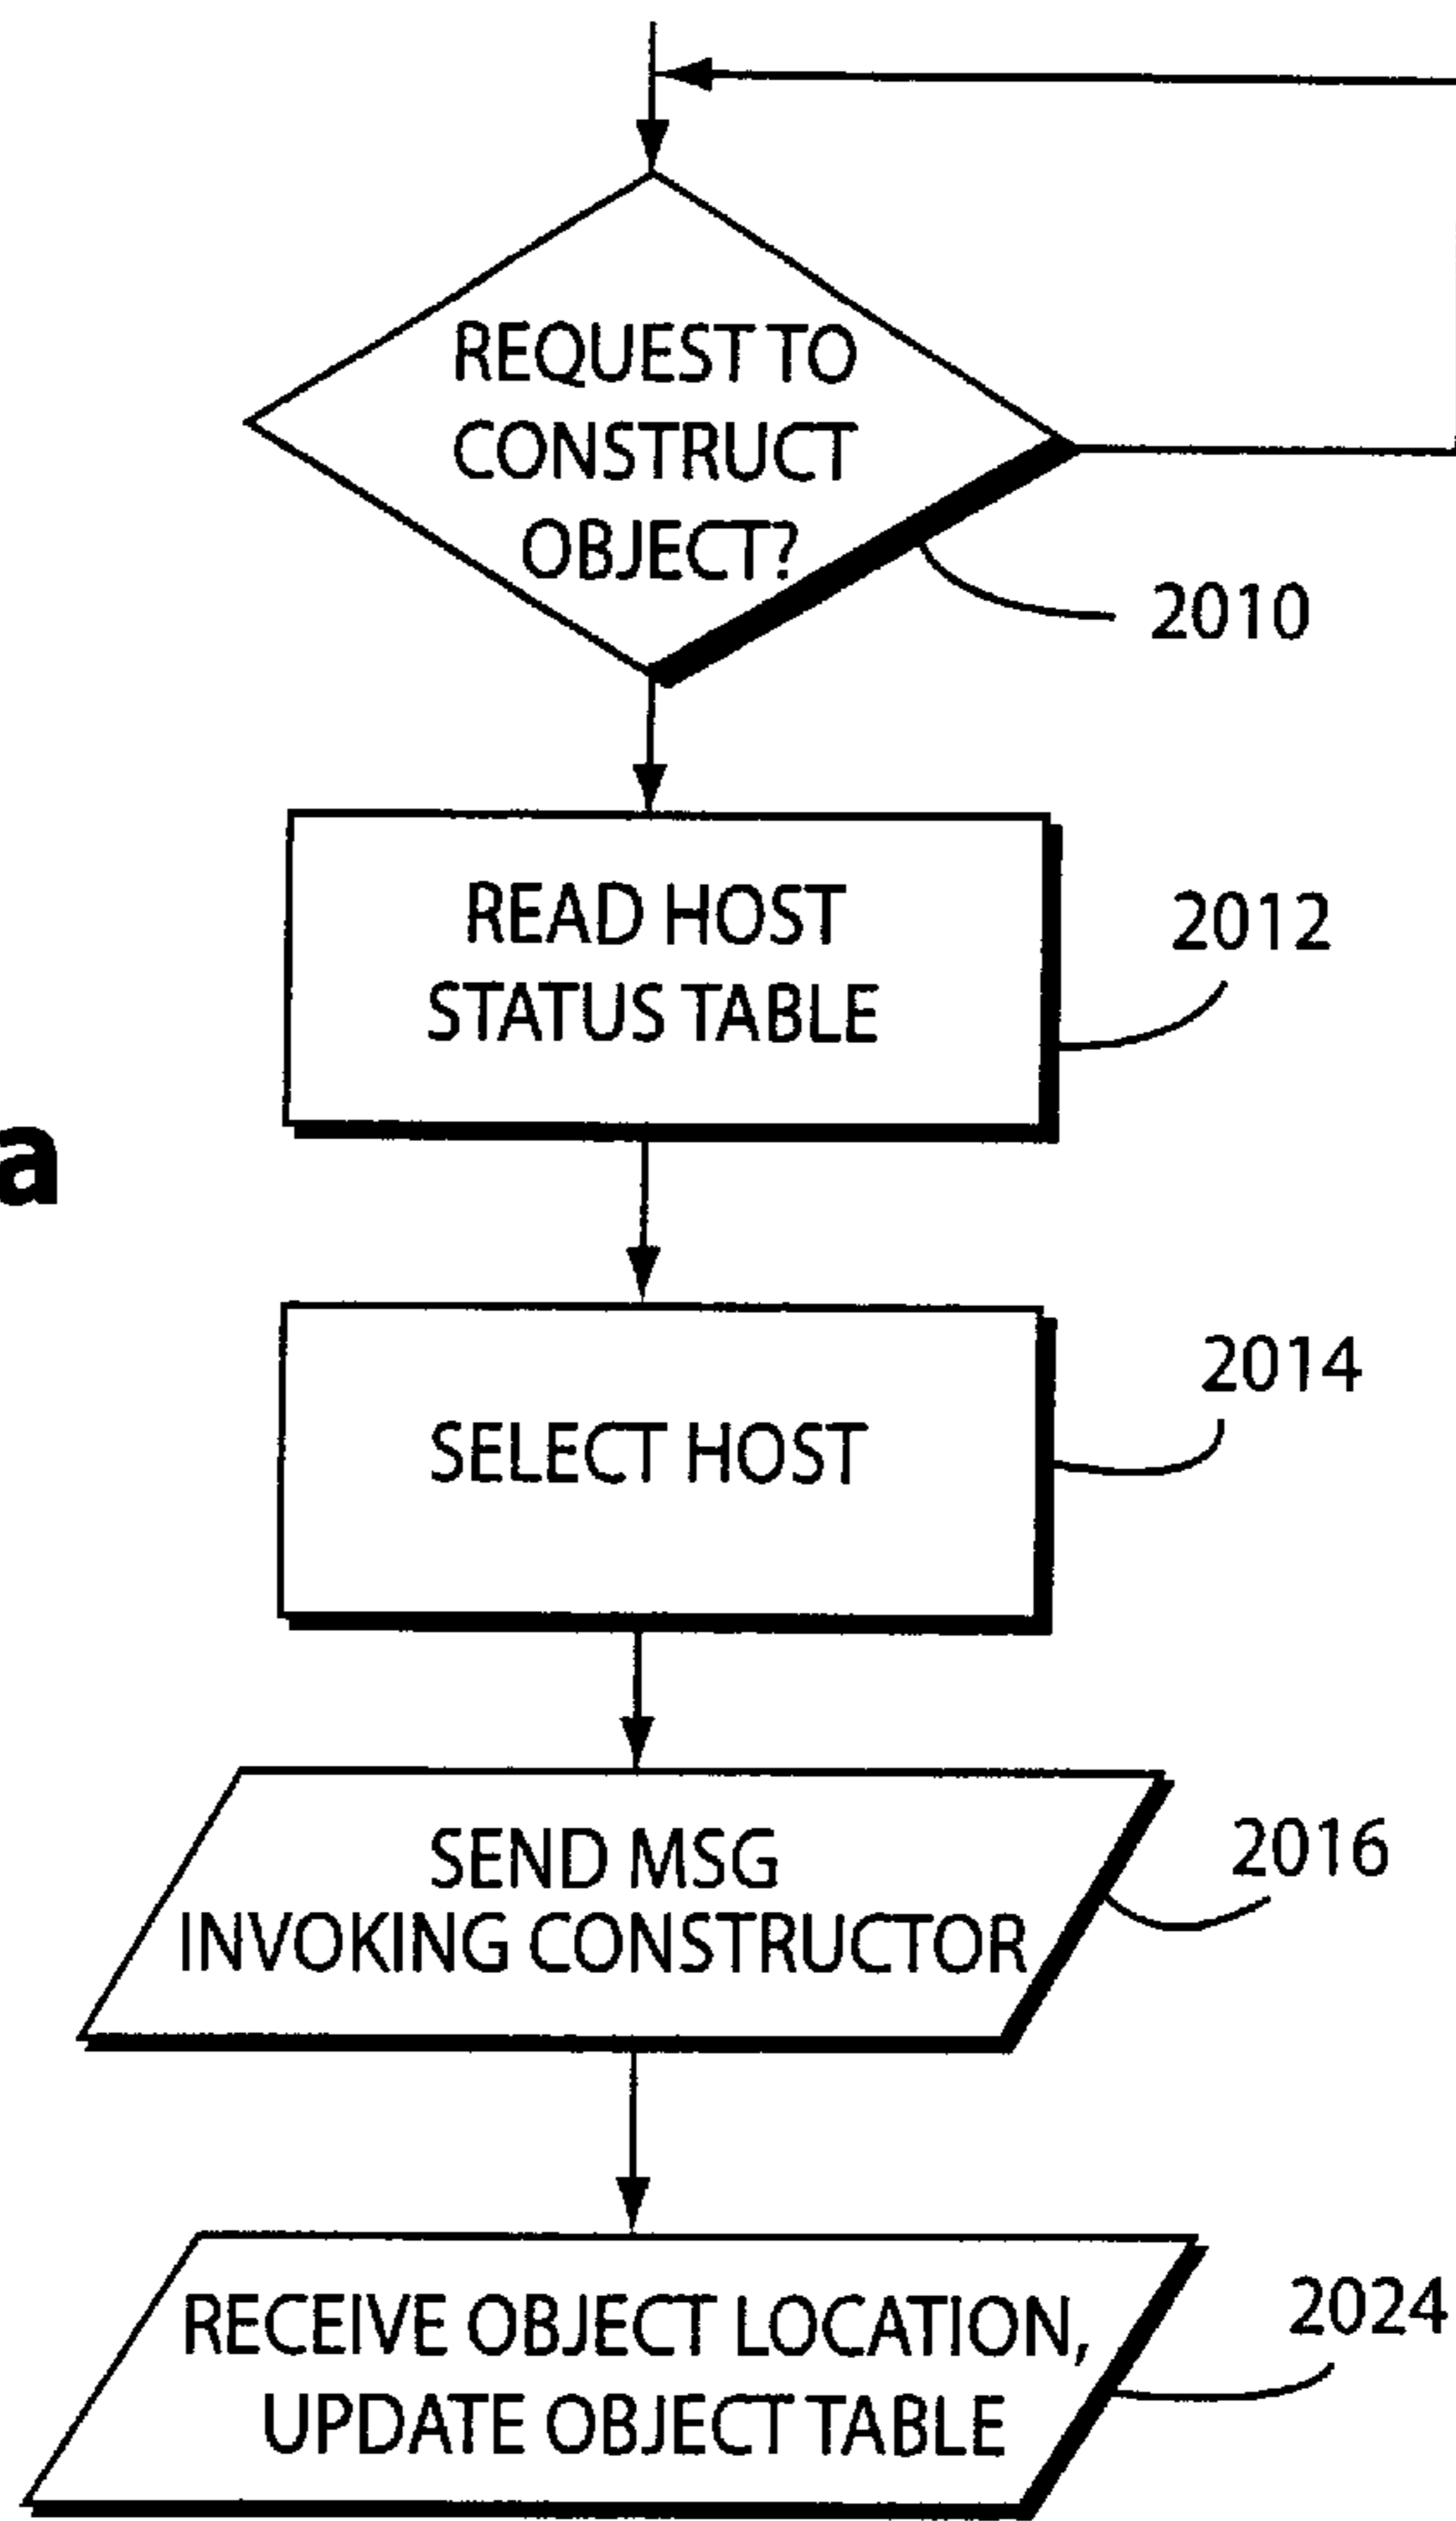 REQUEST TO
CONSTRUCT
OBJECT?
2010
READ HOST
STATUS TABLE
2012
a
SELECT HOST
2014
SEND MSG
INVOKING CONSTRUCTOR
2016
RECEIVE OBJECT LOCATION,
UPDATE OBJECT TABLE
2024